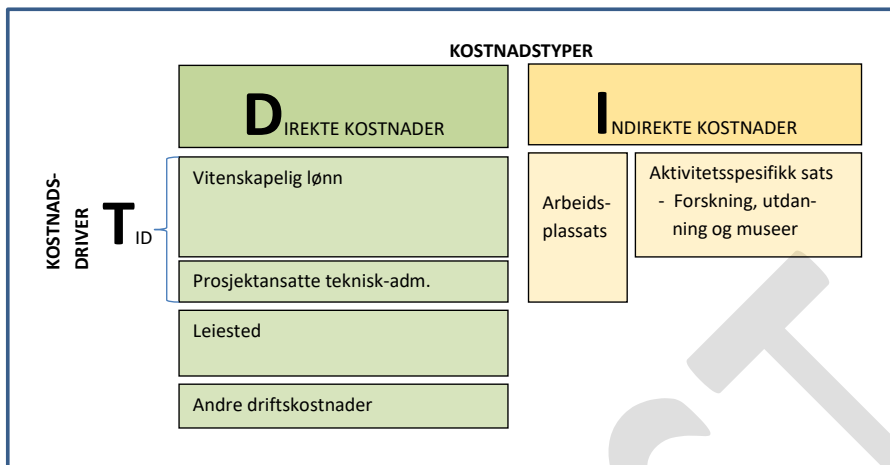 KOSTNADSTYPER
DIREKTE KOSTNADER
INDIREKTE KOSTNADER
KOSTNADS-
DRIVER
TID
Vitenskapelig lønn
Prosjektansatte teknisk-adm.
Leiested
Andre driftskostnader
Arbeids-
plassats
Aktivitetsspesifikk sats
- Forskning, utdan-
ning og museer